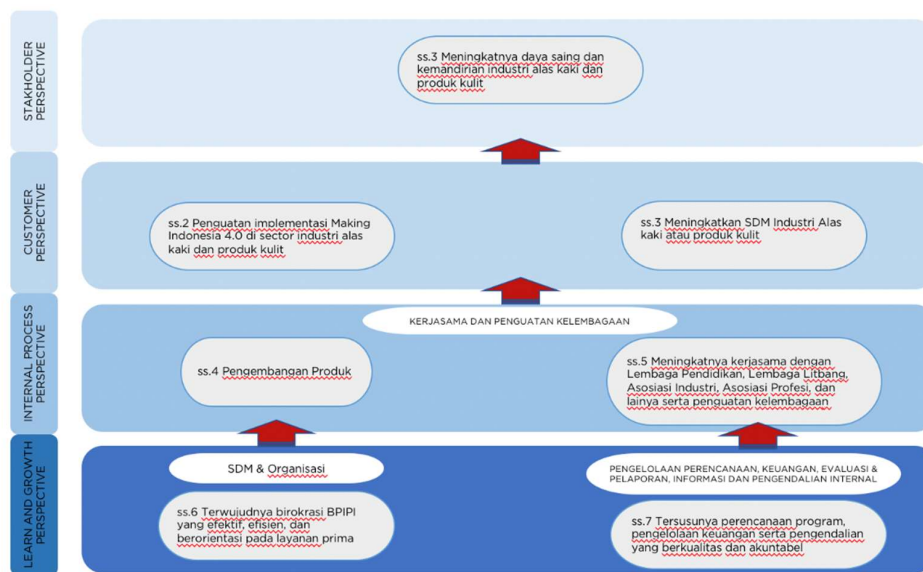 STAKHOLDER
PERSPECTIVE
ss.3 Meningkatnya daya saing dan
kemandirian industri alas kaki dan
produk kulit
CUSTOMER
PERSPECTIVE
ss.2 Penguatan implementasi Making
Indonesia 4.0 di sector industri alas
kaki dan produk kulit
ss.3 Meningkatkan SDM Industri Alas
kaki atau produk kulit
INTERNAL PROCESS
PERSPECTIVE
KERJASAMA DAN PENGUATAN KELEMBAGAAN
ss.4 Pengembangan Produk
ss.5 Meningkatnya kerjasama dengan
Lembaga Pendidikan, Lembaga Litbang,
Asosiasi Industri, Asosiasi Profesi, dan
lainya serta penguatan kelembagaan
LEARN AND GROWTH
PERSPECTIVE
SDM & Organisasi
ss.6 Terwujudnya birokrasi BPIPI
yang efektif, efisien, dan
berorientasi pada layanan prima
PENGELOLAAN PERENCANAAN, KEUANGAN, EVALUASI &
PELAPORAN, INFORMASI DAN PENGENDALIAN INTERNAL
ss.7 Tersusunya perencanaan program,
pengelolaan keuangan serta pengendalian
yang berkualitas dan akuntabel